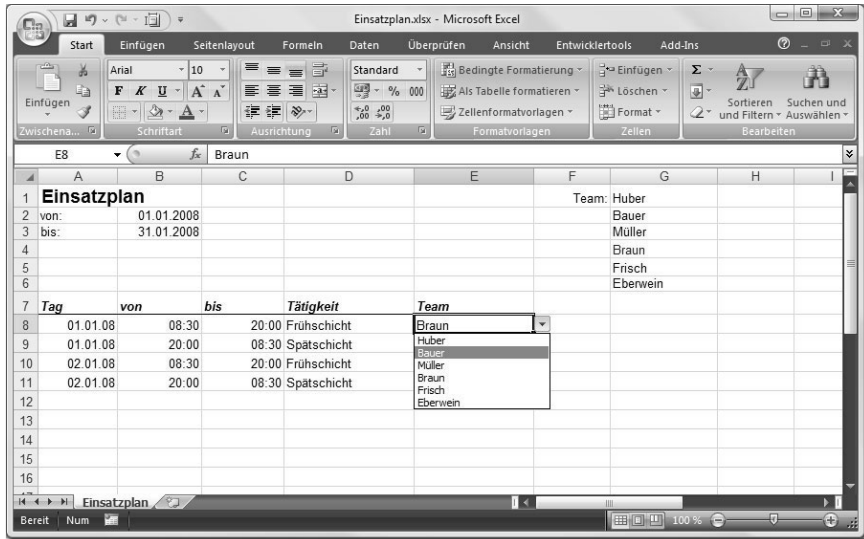 Einsatzplan.xlsx - Microsoft Excel
Start Einfügen Seitenlayout Formeln Daten Überprüfen Ansicht Entwicklertools Add-Ins
Arial 10 Standard Bedingte Formatierung Einfügen Σ
Einfügen F K U A A % 000 Als Tabelle formatieren Löschen Sortieren und Filtern Suchen und Auswählen
Zellenformatvorlagen Format
Zwischena... Schriftart Ausrichtung Zahl Formatvorlagen Zellen Bearbeiten
E8 fx Braun
A B C D E F G H I
1 Einsatzplan Team: Huber
2 von: 01.01.2008 Bauer
3 bis: 31.01.2008 Müller
4 Braun
5 Frisch
6 Eberwein
7 Tag von bis Tätigkeit Team
8 01.01.08 08:30 20:00 Frühschicht Braun
9 01.01.08 20:00 08:30 Spätschicht Huber
Bauer
10 02.01.08 08:30 20:00 Frühschicht Müller
11 02.01.08 20:00 08:30 Spätschicht Braun
Frisch
12 Eberwein
13
14
15
16
Einsatzplan
Bereit Num 100 %